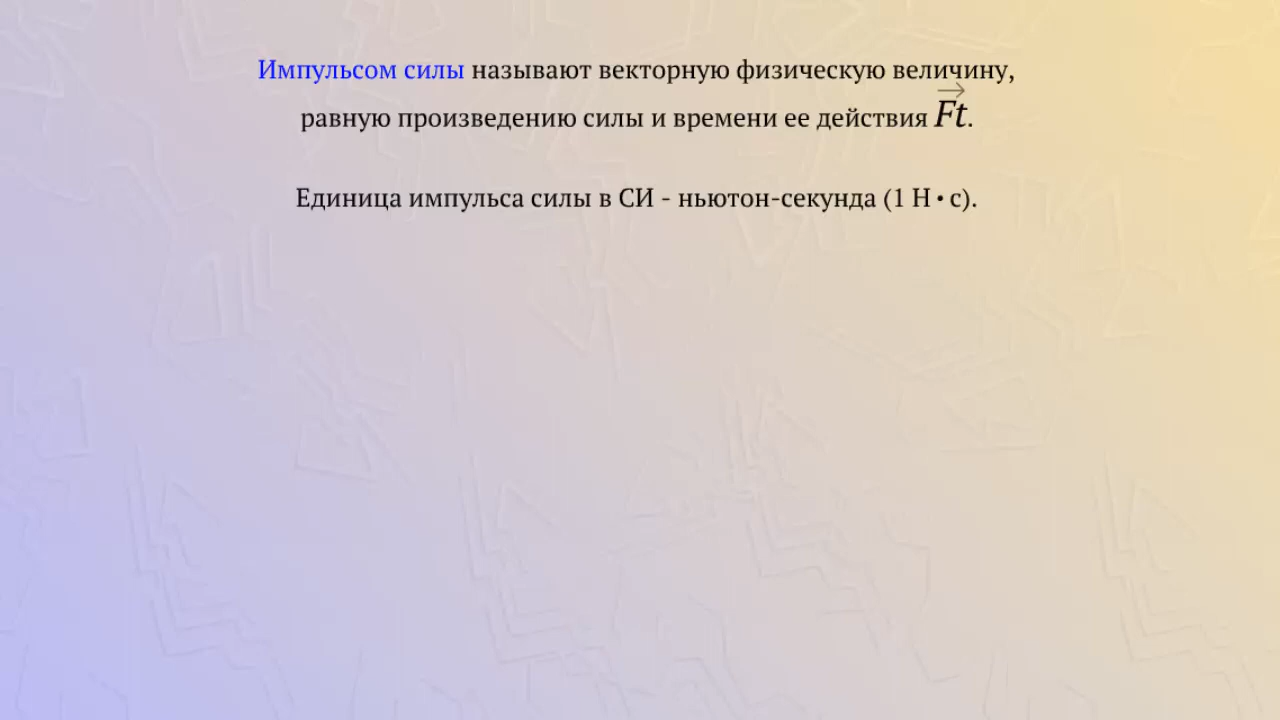 Импульсом силы называют векторную физическую величину,
равную произведению силы и времени ее действия F⃗t.
Единица импульса силы в СИ - ньютон-секунда (1 Н • с).